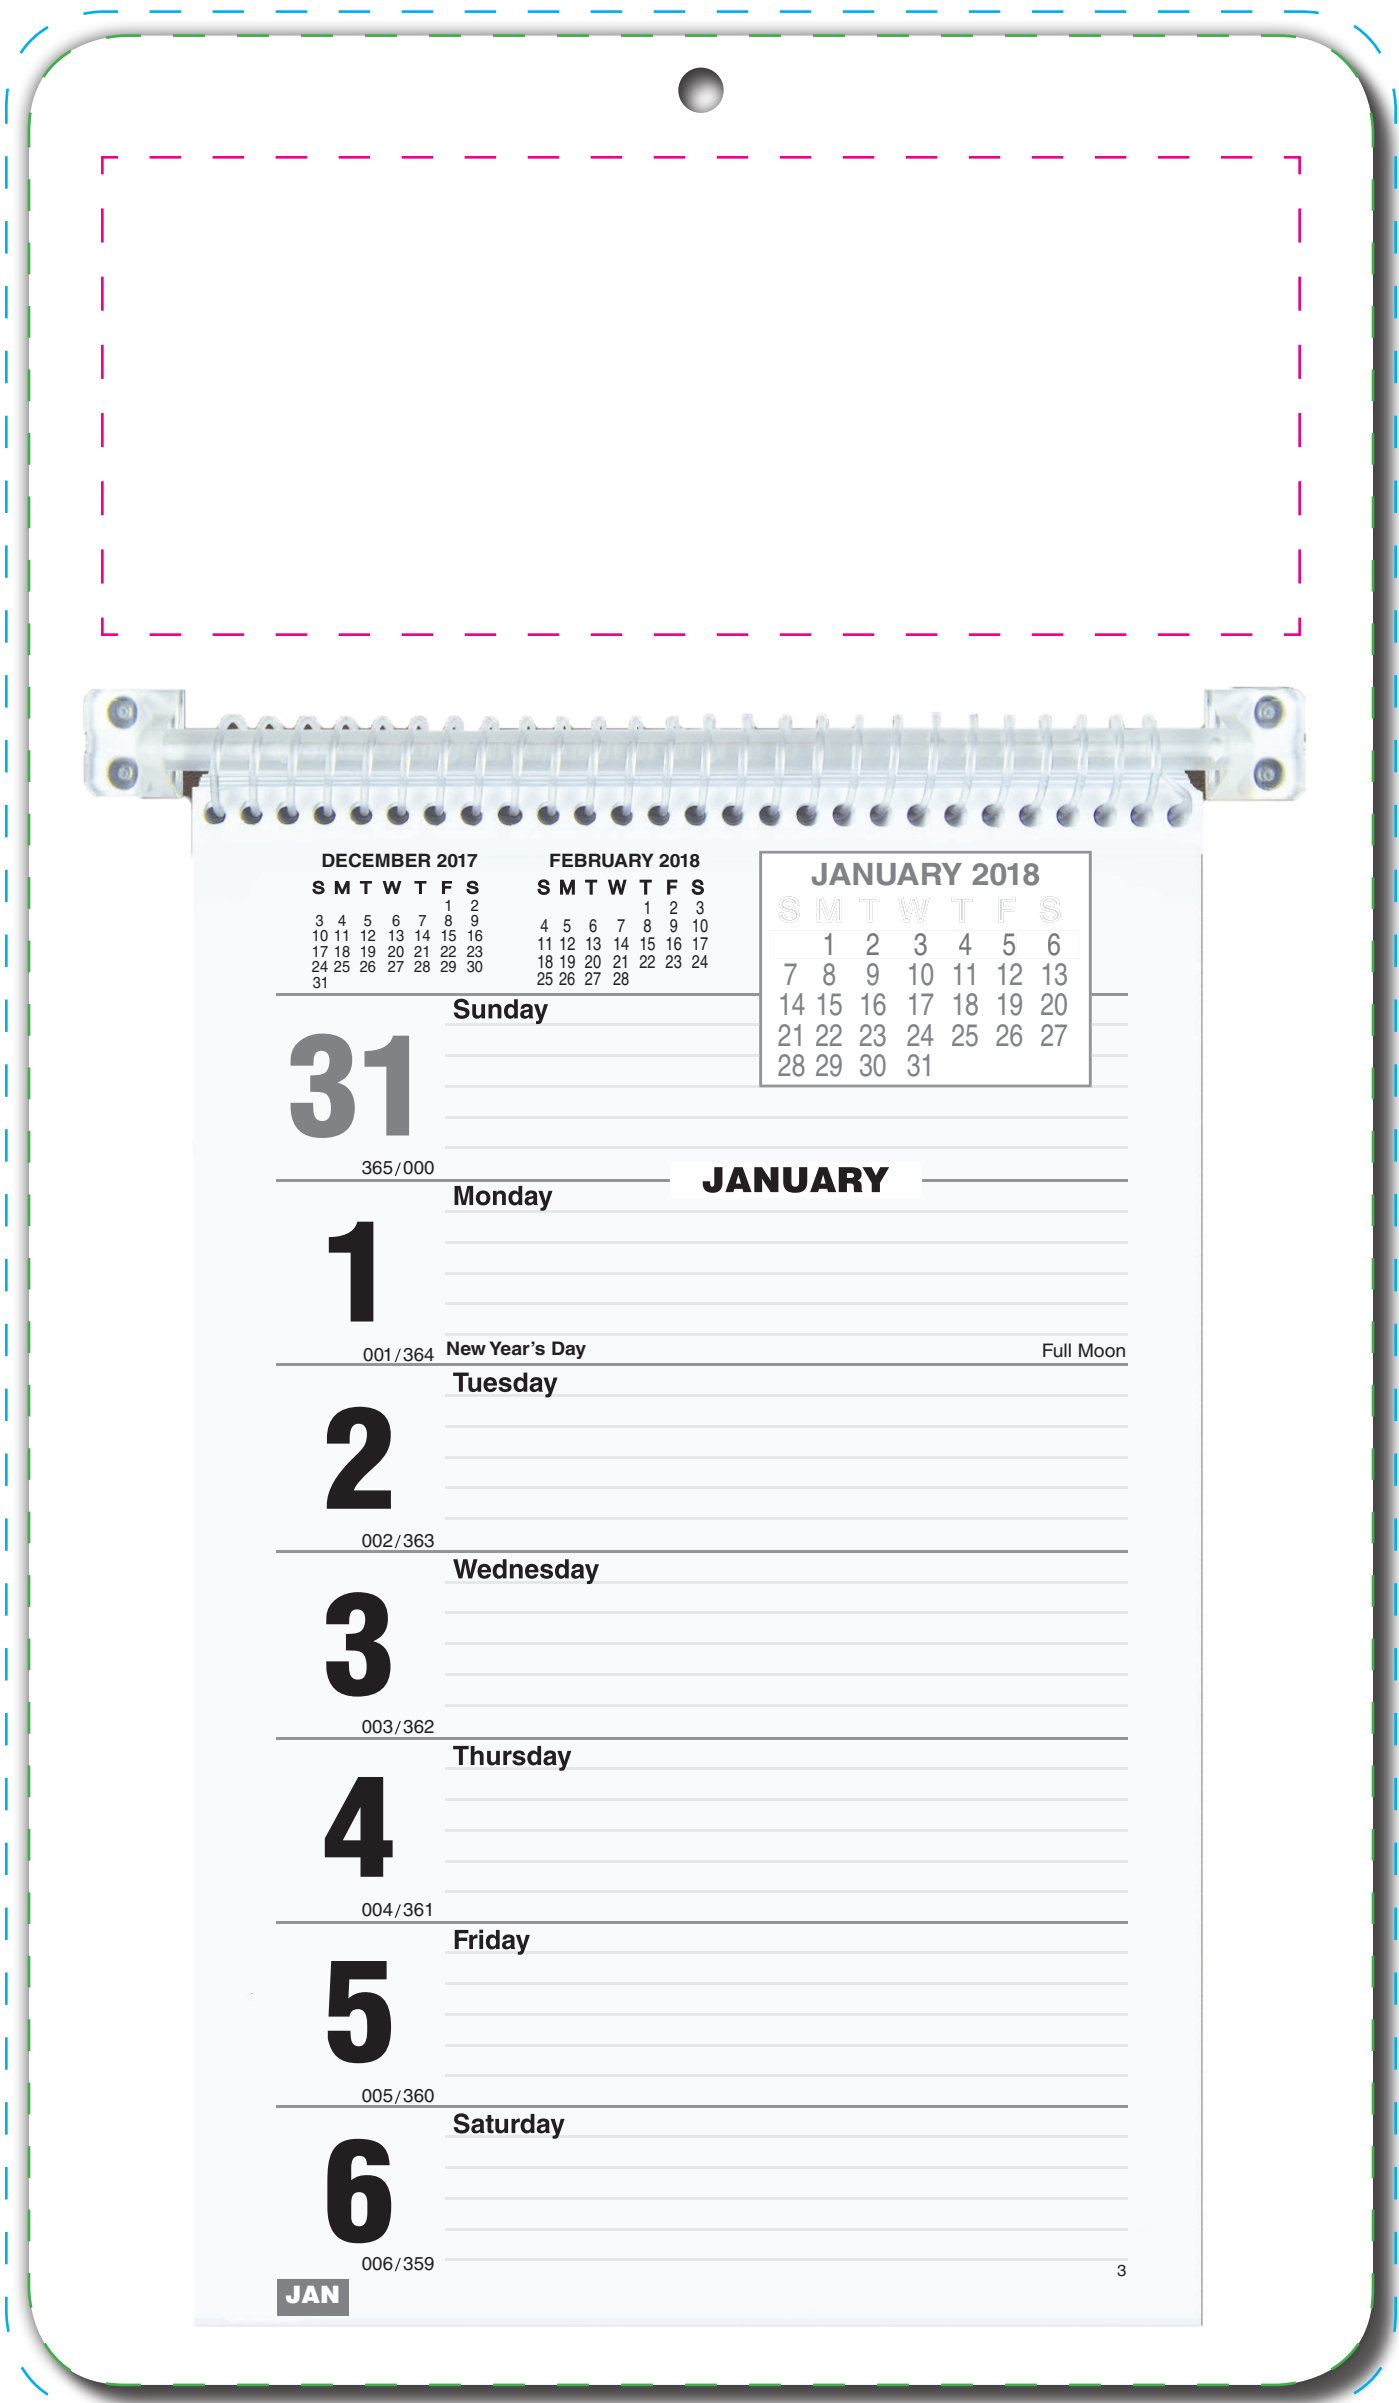 DECEMBER 2017
S M T W T F S
1 2
3 4 5 6 7 8 9
10 11 12 13 14 15 16
17 18 19 20 21 22 23
24 25 26 27 28 29 30
31
FEBRUARY 2018
S M T W T F S
1 2 3
4 5 6 7 8 9 10
11 12 13 14 15 16 17
18 19 20 21 22 23 24
25 26 27 28
JANUARY 2018
S M T W T F S
1 2 3 4 5 6
7 8 9 10 11 12 13
14 15 16 17 18 19 20
21 22 23 24 25 26 27
28 29 30 31
Sunday
31
365/000
JANUARY
Monday
1
001/364 New Year's Day Full Moon
Tuesday
2
002/363
Wednesday
3
003/362
Thursday
4
004/361
Friday
5
005/360
Saturday
6
006/359
3
JAN